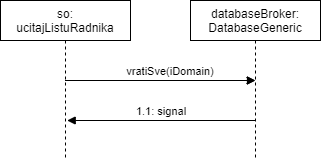 so:
ucitajListuRadnika
databaseBroker:
DatabaseGeneric
vratiSve(iDomain)
1.1: signal